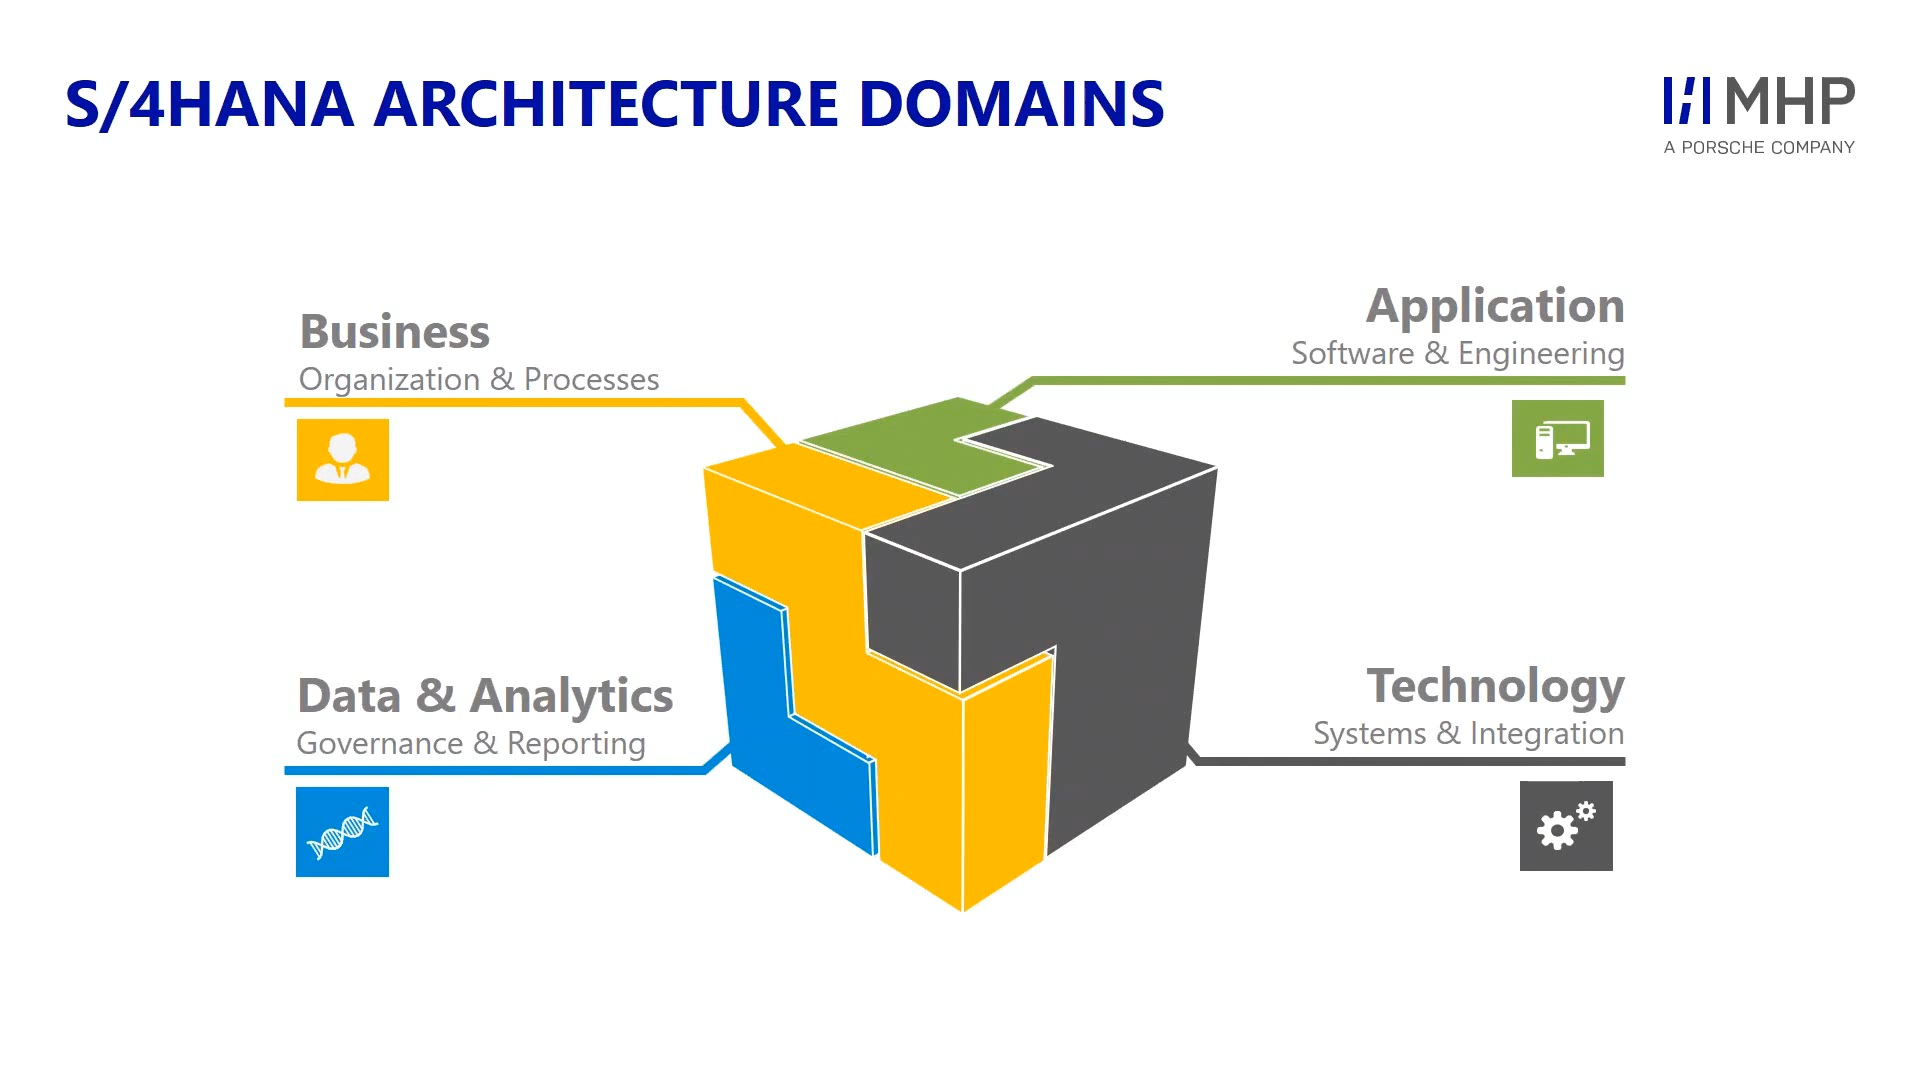 S/4HANA ARCHITECTURE DOMAINS
MHP
A PORSCHE COMPANY
Business
Organization & Processes
Application
Software & Engineering
Data & Analytics
Governance & Reporting
Technology
Systems & Integration